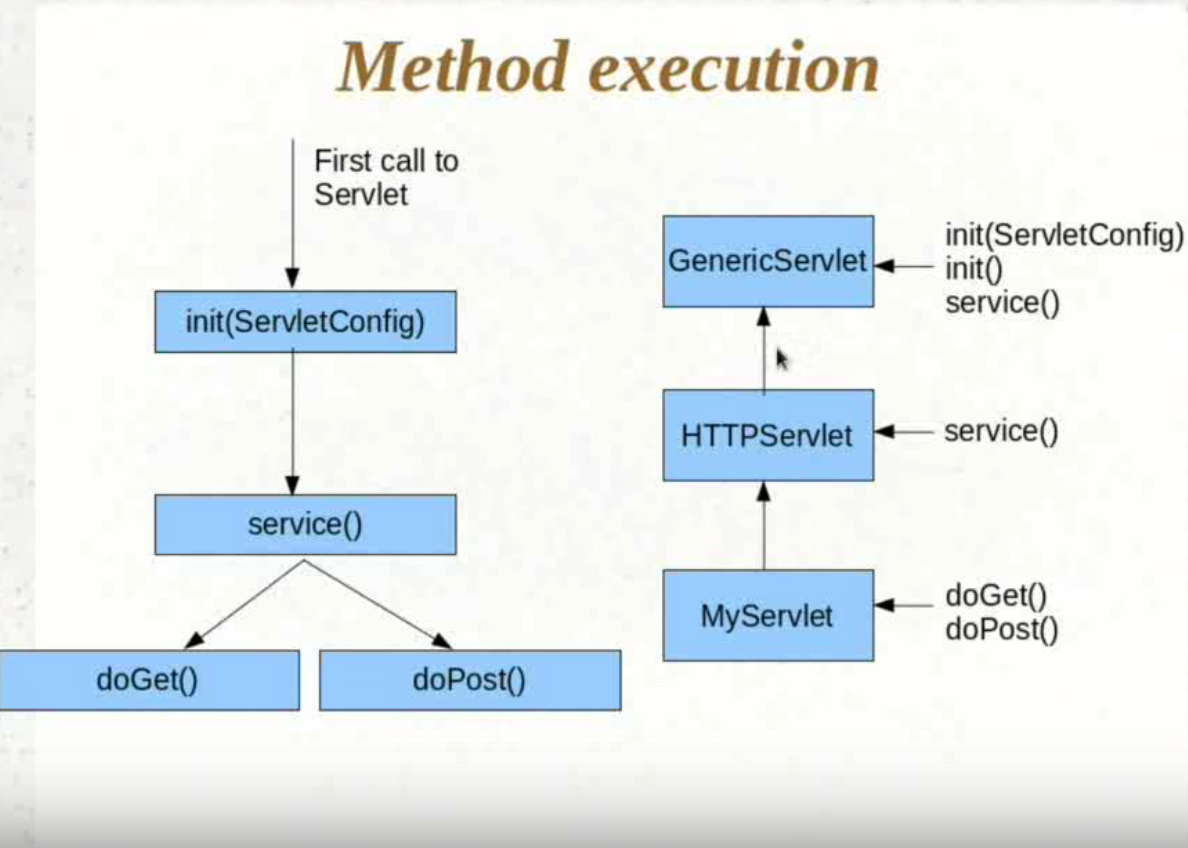 Method execution
First call to
Servlet
init(ServletConfig)
service()
doGet()
doPost()
GenericServlet
init(ServletConfig)
init()
service()
HTTPServlet
service()
MyServlet
doGet()
doPost()